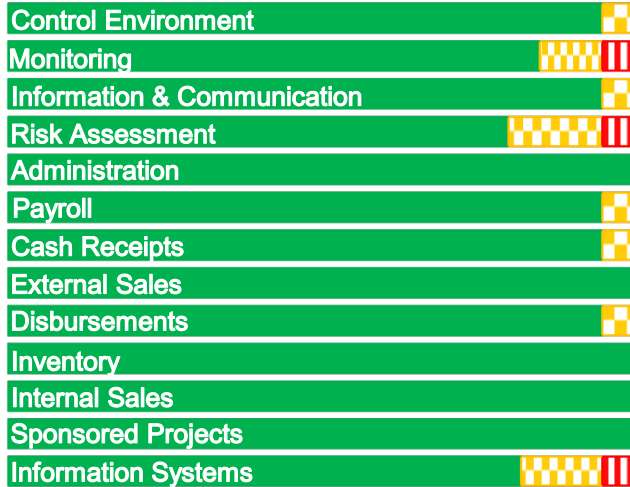 Control Environment
Monitoring
Information & Communication
Risk Assessment
Administration
Payroll
Cash Receipts
External Sales
Disbursements
Inventory
Internal Sales
Sponsored Projects
Information Systems